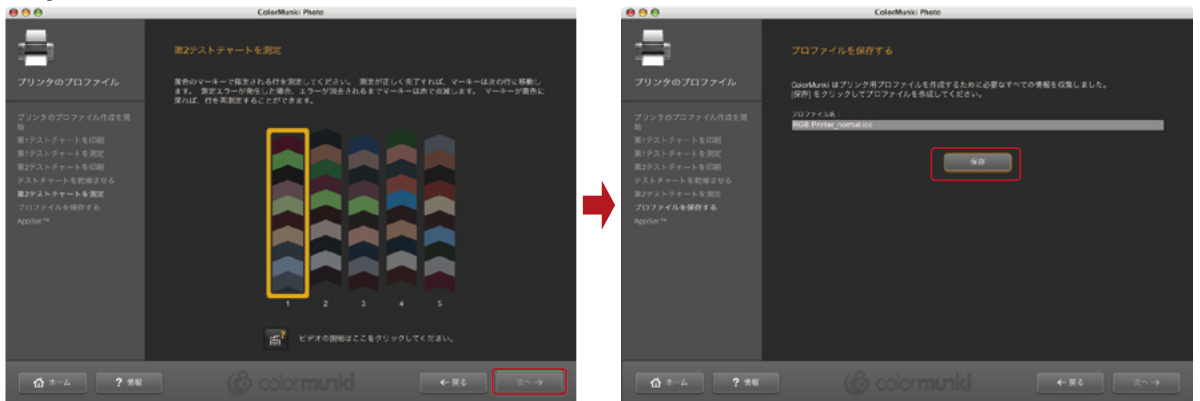 ColorMunki Photo
プリンタのプロファイル
プリンタのプロファイル作成を開
始
第1テストチャートを印刷
第1テストチャートを測定
第2テストチャートを印刷
テストチャートを乾燥させる
第2テストチャートを測定
プロファイルを保存する
AppSet™
第2テストチャートを測定
黄色のマーキーで指定される行を測定してください。 測定が正しく完了すれば、マーキーは次の行に移動し
ます。 測定エラーが発生した場合、エラーが消去されるまでマーキーは赤で点滅します。 マーキーが黄色に
戻れば、行を再測定することができます。
1 2 3 4 5
ビデオの説明はここをクリックしてください。
ホーム
? 情報
colormunki
←戻る
次へ→
ColorMunki Photo
プリンタのプロファイル
プリンタのプロファイル作成を開
始
第1テストチャートを印刷
第1テストチャートを測定
第2テストチャートを印刷
テストチャートを乾燥させる
第2テストチャートを測定
プロファイルを保存する
AppSet™
プロファイルを保存する
ColorMunki はプリンタ用プロファイルを作成するために必要なすべての情報を収集しました。
[保存] をクリックしてプロファイルを作成してください。
プロファイル名
RGB Printer_normal.icc
保存
ホーム
? 情報
colormunki
←戻る
次へ→